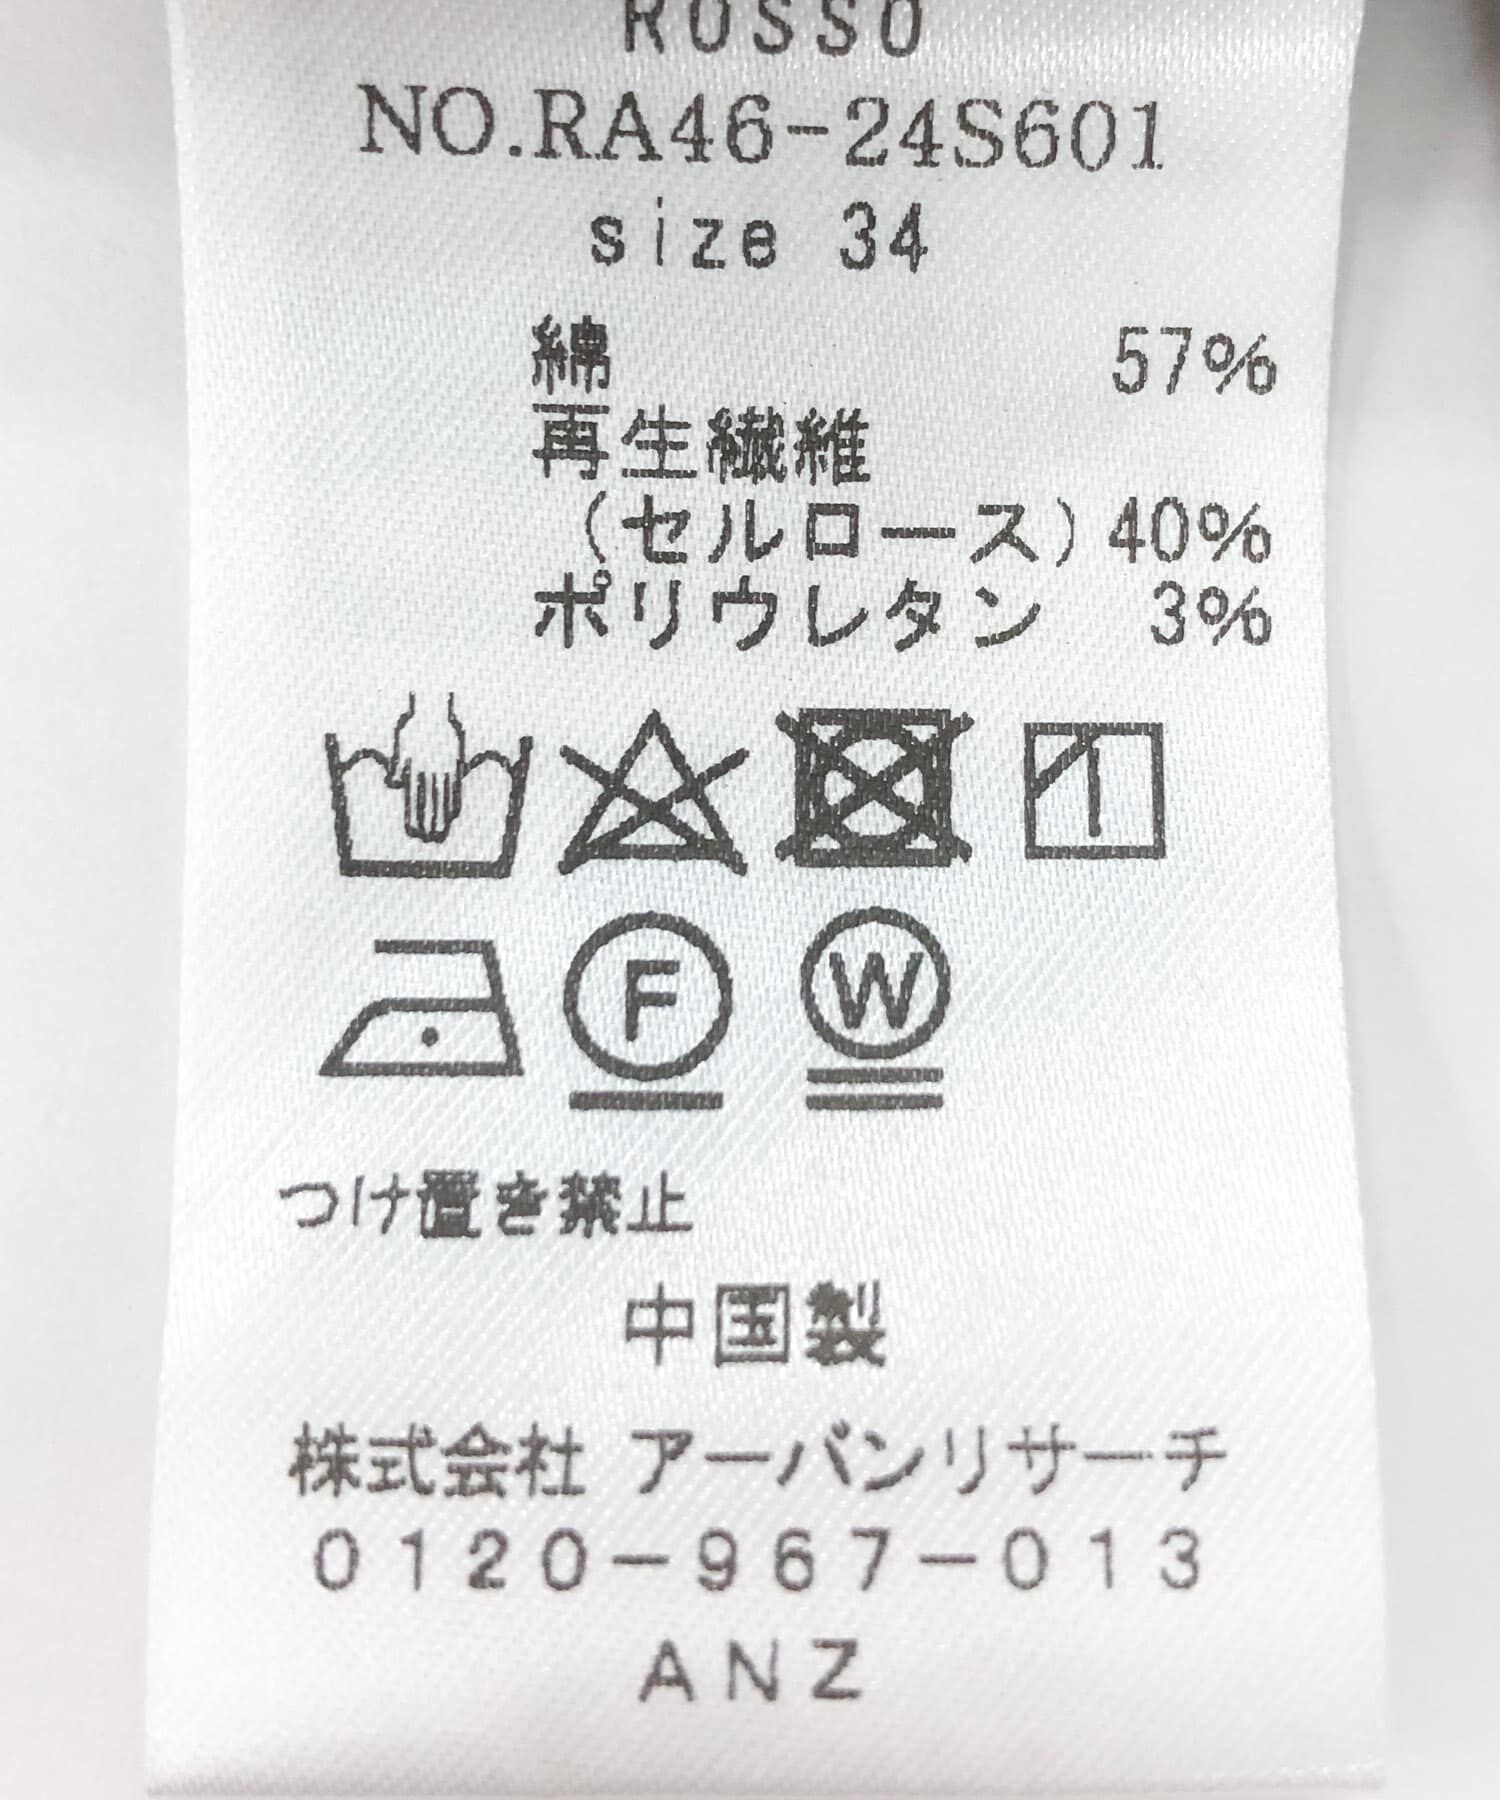 ROSSO
NO.RA46-24S601
size 34
綿 57%
再生繊維
(セルロース) 40%
ポリウレタン 3%
F
W
つけ置き禁止
中国製
株式会社 アーバンリサーチ
0120-967-013
ANZ